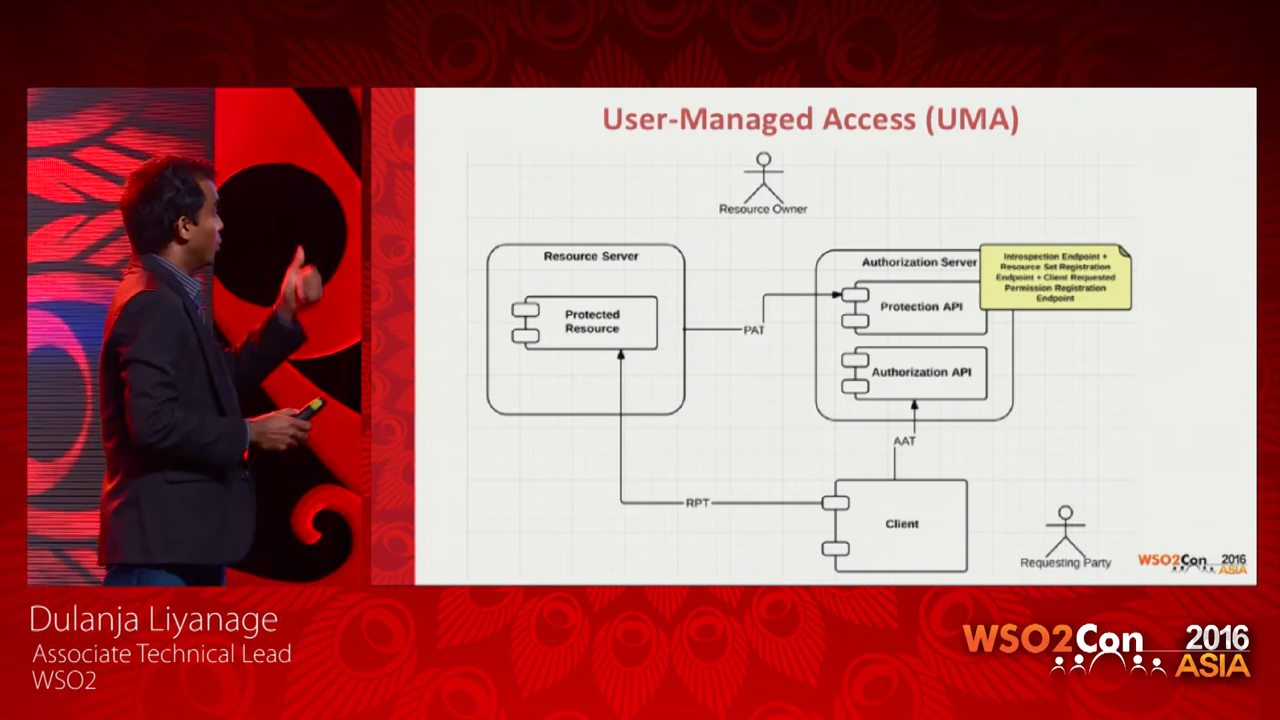 User-Managed Access (UMA)
Resource Owner
Resource Server
Protected
Resource
PAT
Authorization Server
Protection API
Authorization API
Introspection Endpoint +
Resource Set Registration
Endpoint + Client Requested
Permission Registration
Endpoint
AAT
RPT
Client
Requesting Party
WSO2Con 2016
ASIA
Dulanja Liyanage
Associate Technical Lead
WSO2
WSO2Con 2016
ASIA